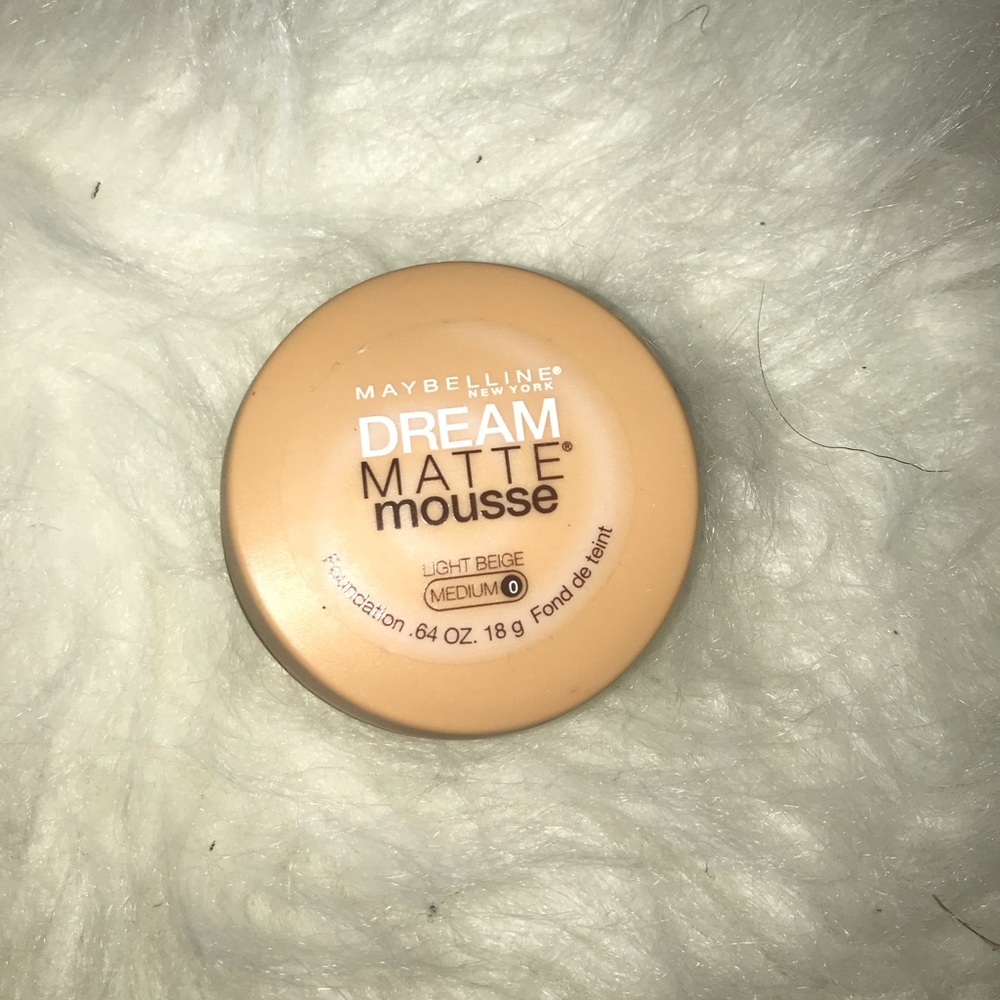 MAYBELLINE®
NEW YORK
DREAM
MATTE®
mousse
LIGHT BEIGE
MEDIUM 0
Foundation .64 OZ. 18 g Fond de teint